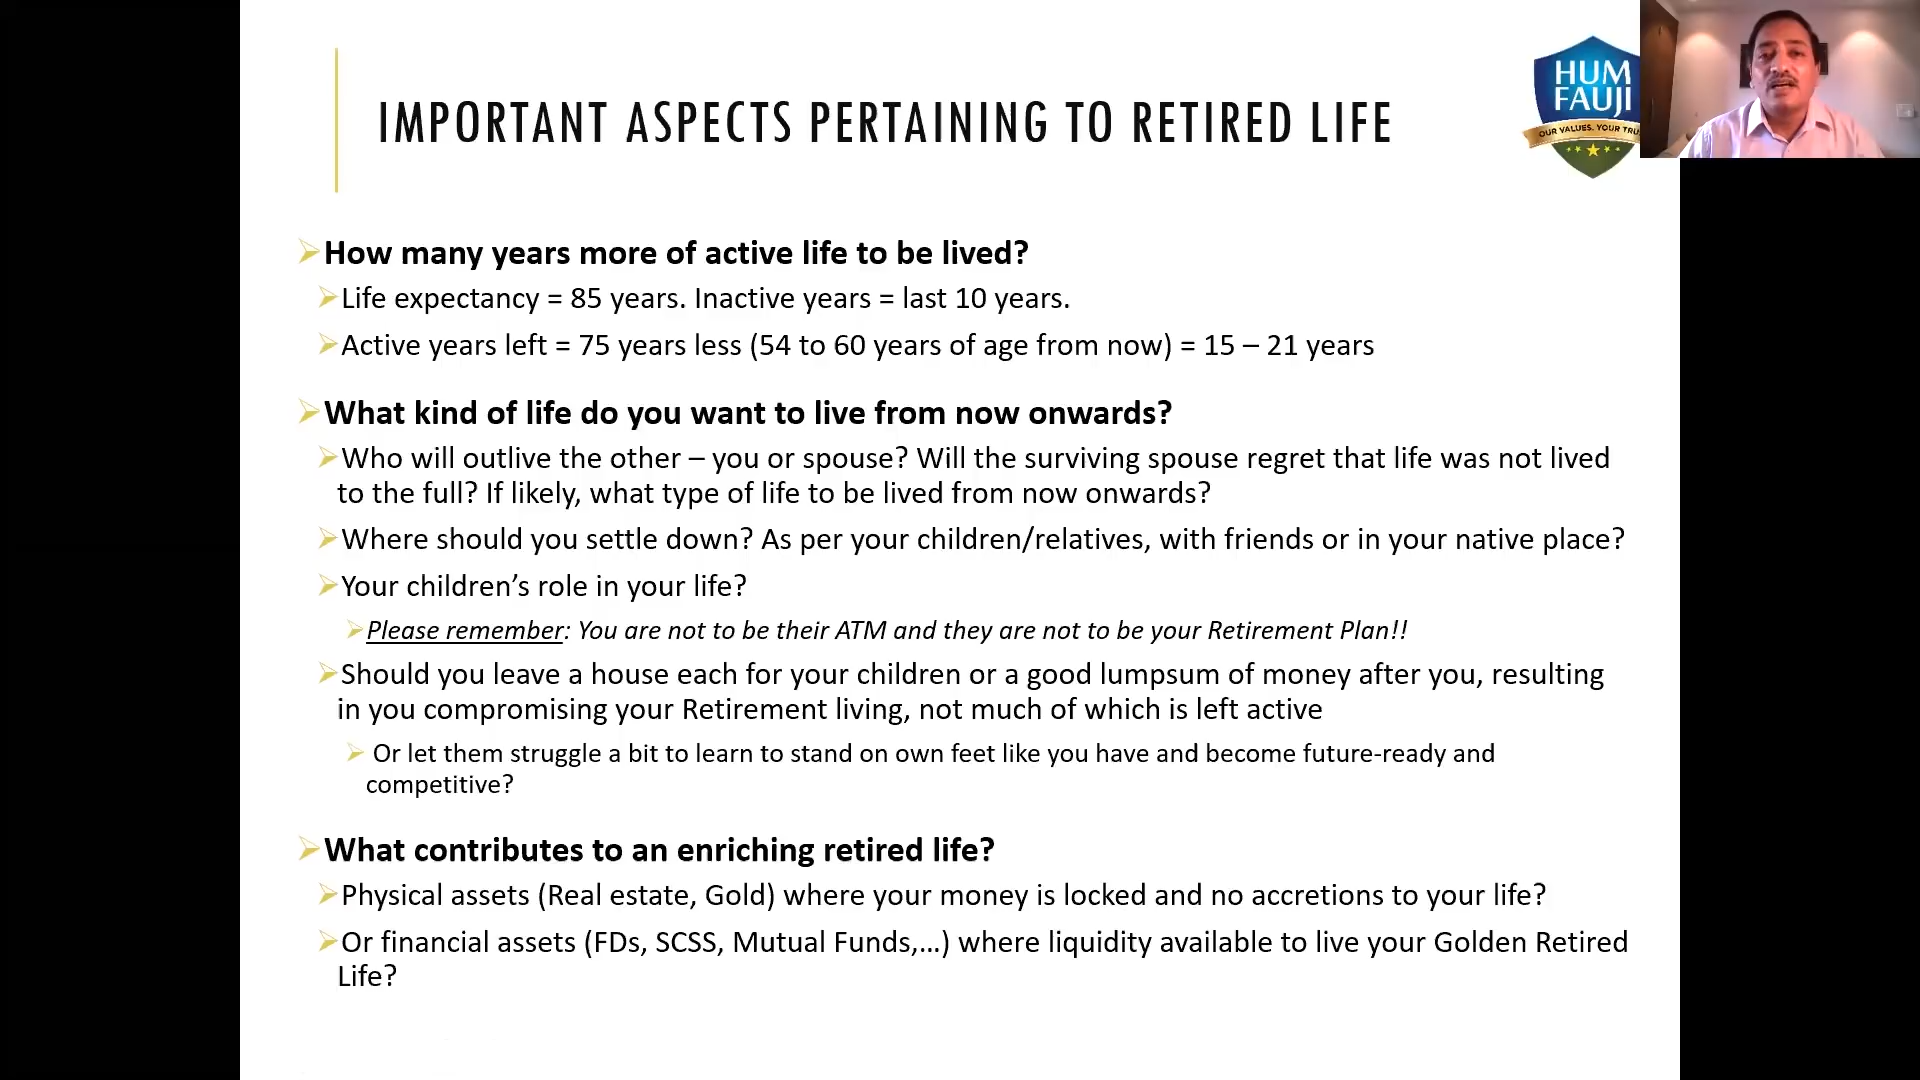 IMPORTANT ASPECTS PERTAINING TO RETIRED LIFE
HUM
FAUJI
OUR VALUES. YOUR TRU
How many years more of active life to be lived?
Life expectancy = 85 years. Inactive years = last 10 years.
Active years left = 75 years less (54 to 60 years of age from now) = 15 – 21 years
What kind of life do you want to live from now onwards?
Who will outlive the other – you or spouse? Will the surviving spouse regret that life was not lived
to the full? If likely, what type of life to be lived from now onwards?
Where should you settle down? As per your children/relatives, with friends or in your native place?
Your children’s role in your life?
Please remember: You are not to be their ATM and they are not to be your Retirement Plan!!
Should you leave a house each for your children or a good lumpsum of money after you, resulting
in you compromising your Retirement living, not much of which is left active
Or let them struggle a bit to learn to stand on own feet like you have and become future-ready and
competitive?
What contributes to an enriching retired life?
Physical assets (Real estate, Gold) where your money is locked and no accretions to your life?
Or financial assets (FDs, SCSS, Mutual Funds,…) where liquidity available to live your Golden Retired
Life?